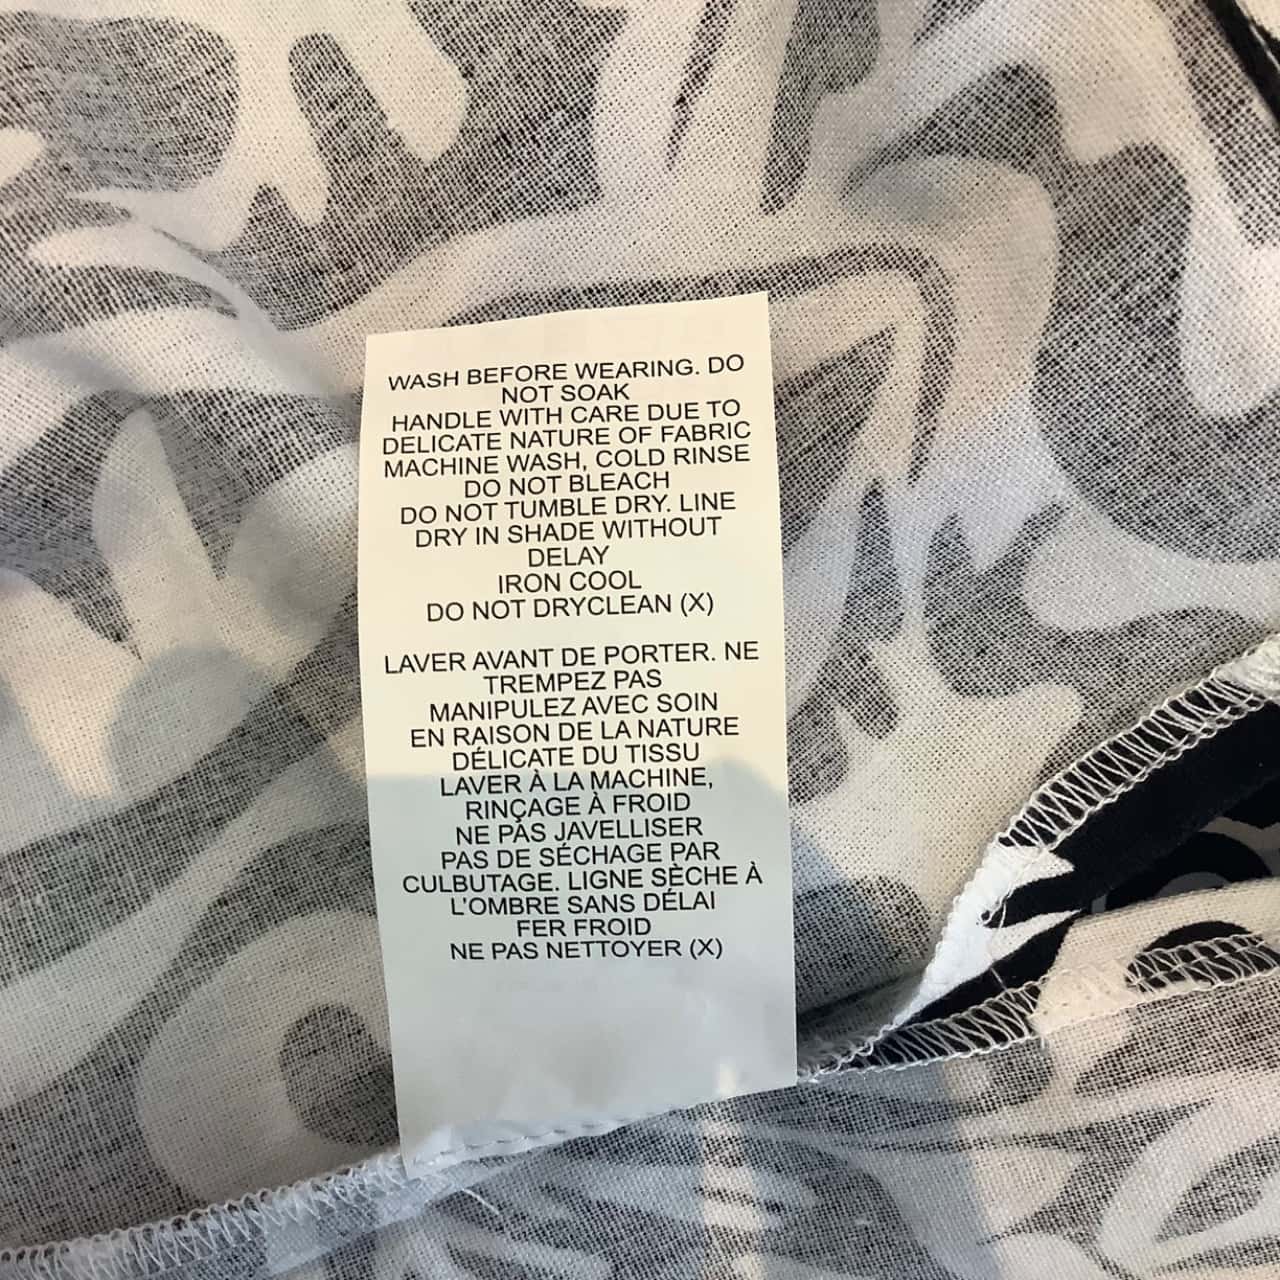 WASH BEFORE WEARING. DO
NOT SOAK
HANDLE WITH CARE DUE TO
DELICATE NATURE OF FABRIC
MACHINE WASH, COLD RINSE
DO NOT BLEACH
DO NOT TUMBLE DRY. LINE
DRY IN SHADE WITHOUT
DELAY
IRON COOL
DO NOT DRYCLEAN (X)
LAVER AVANT DE PORTER. NE
TREMPEZ PAS
MANIPULEZ AVEC SOIN
EN RAISON DE LA NATURE
DÉLICATE DU TISSU
LAVER À LA MACHINE,
RINÇAGE À FROID
NE PAS JAVELLISER
PAS DE SÉCHAGE PAR
CULBUTAGE. LIGNE SÈCHE À
L'OMBRE SANS DÉLAI
FER FROID
NE PAS NETTOYER (X)